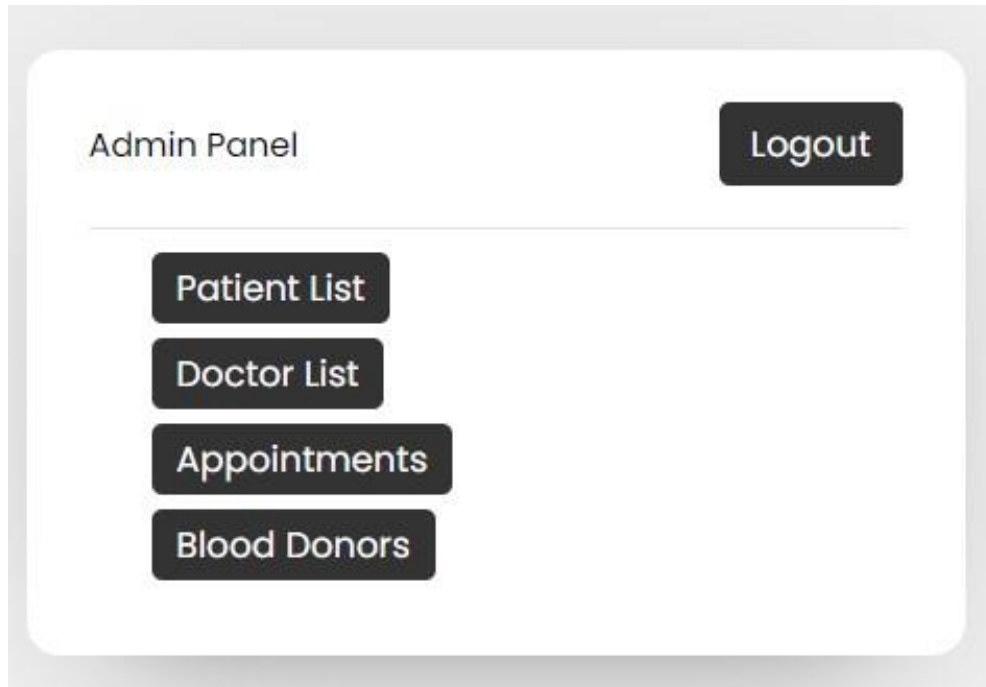 Admin Panel
Logout
Patient List
Doctor List
Appointments
Blood Donors